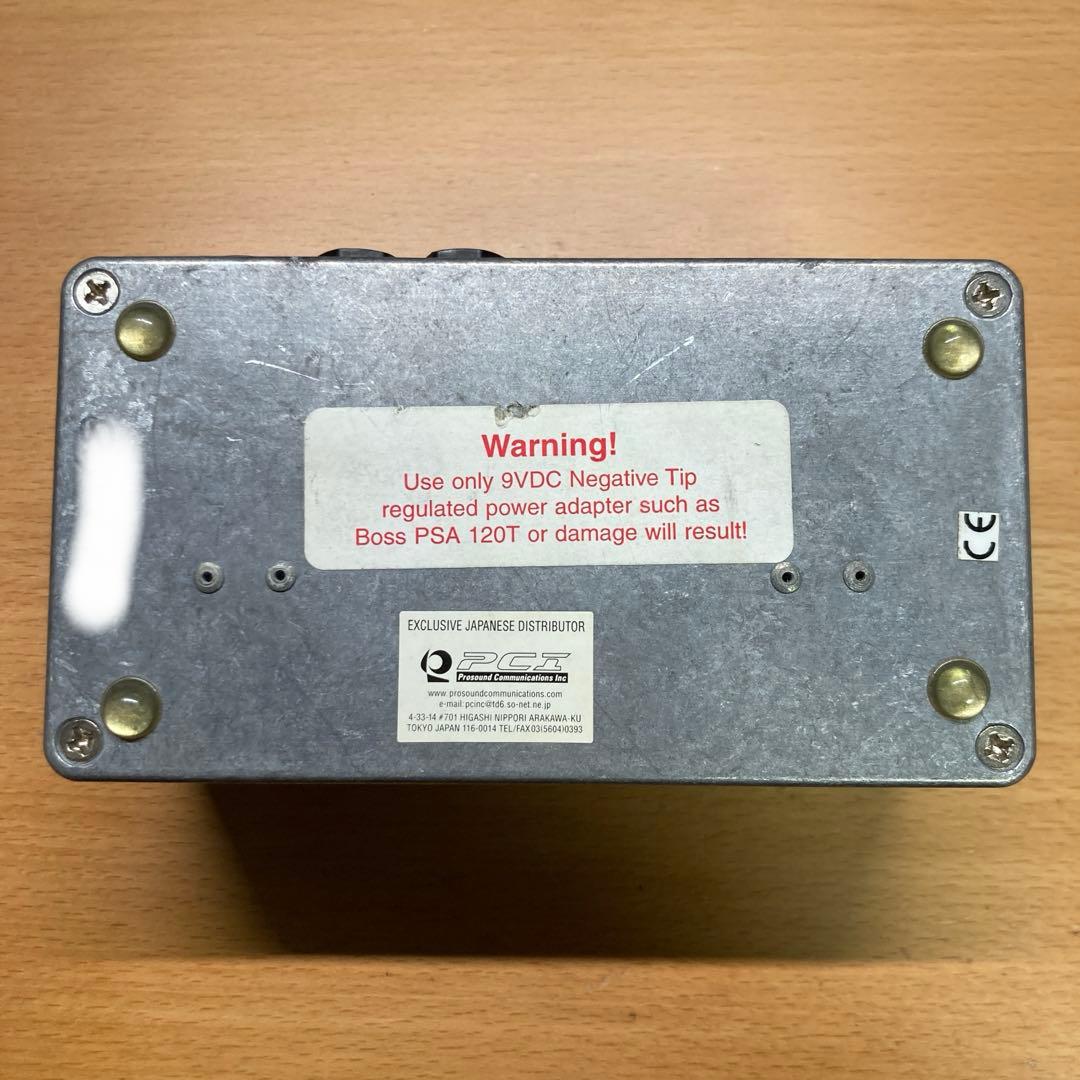 Warning!
Use only 9VDC Negative Tip
regulated power adapter such as
Boss PSA 120T or damage will result!
CE
EXCLUSIVE JAPANESE DISTRIBUTOR
PCI
Prosound Communications Inc
www.prosoundcommunications.com
e-mail:pcinc@td6.so-net.ne.jp
4-33-14 #701 HIGASHI NIPPORI ARAKAWA-KU
TOKYO JAPAN 116-0014 TEL/FAX03(5604)0393